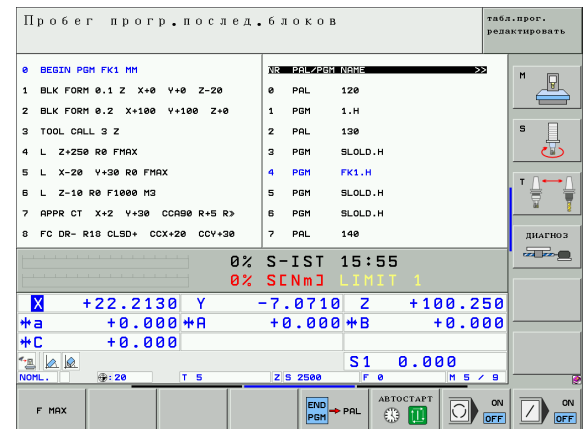 Пробег прогр.послед.блоков
табл.прог.
редактировать
0 BEGIN PGM FK1 MM
1 BLK FORM 0.1 Z X+0 Y+0 Z-20
2 BLK FORM 0.2 X+100 Y+100 Z+0
3 TOOL CALL 3 Z
4 L Z+250 R0 FMAX
5 L X-20 Y+30 R0 FMAX
6 L Z-10 R0 F1000 M3
7 APPR CT X+2 Y+30 CCA90 R+5 R»
8 FC DR- R18 CLSD+ CCX+20 CCY+30
NR PAL/PGM NAME >>
0 PAL 120
1 PGM 1.H
2 PAL 130
3 PGM SLOLD.H
4 PGM FK1.H
5 PGM SLOLD.H
6 PGM SLOLD.H
7 PAL 140
M
S
T
ДИАГНОЗ
0% S-IST 15:55
0% S[Nm] LIMIT 1
X +22.2130 Y -7.0710 Z +100.250
a +0.000 A +0.000 B +0.000
C +0.000
S1 0.000
NOML. : 20 T 5 Z S 2500 F 0 M 5 / 9
F MAX
END PGM → PAL
АВТОСТАРТ
ON OFF
ON OFF